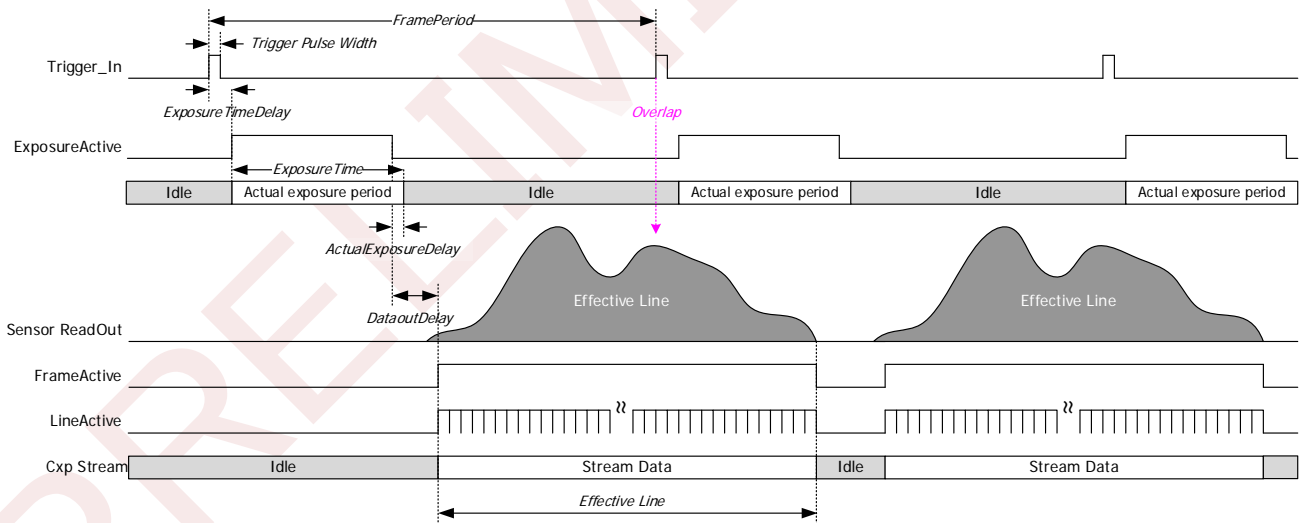 FramePeriod
Trigger Pulse Width
Trigger_In
ExposureTimeDelay
Overlap
ExposureActive
ExposureTime
Idle Actual exposure period Idle Actual exposure period Idle Actual exposure period
ActualExposureDelay
Effective Line Effective Line
DataoutDelay
Sensor ReadOut
FrameActive
LineActive
≈ ≈
Cxp Stream Idle Stream Data Idle Stream Data
Effective Line
PRELIM